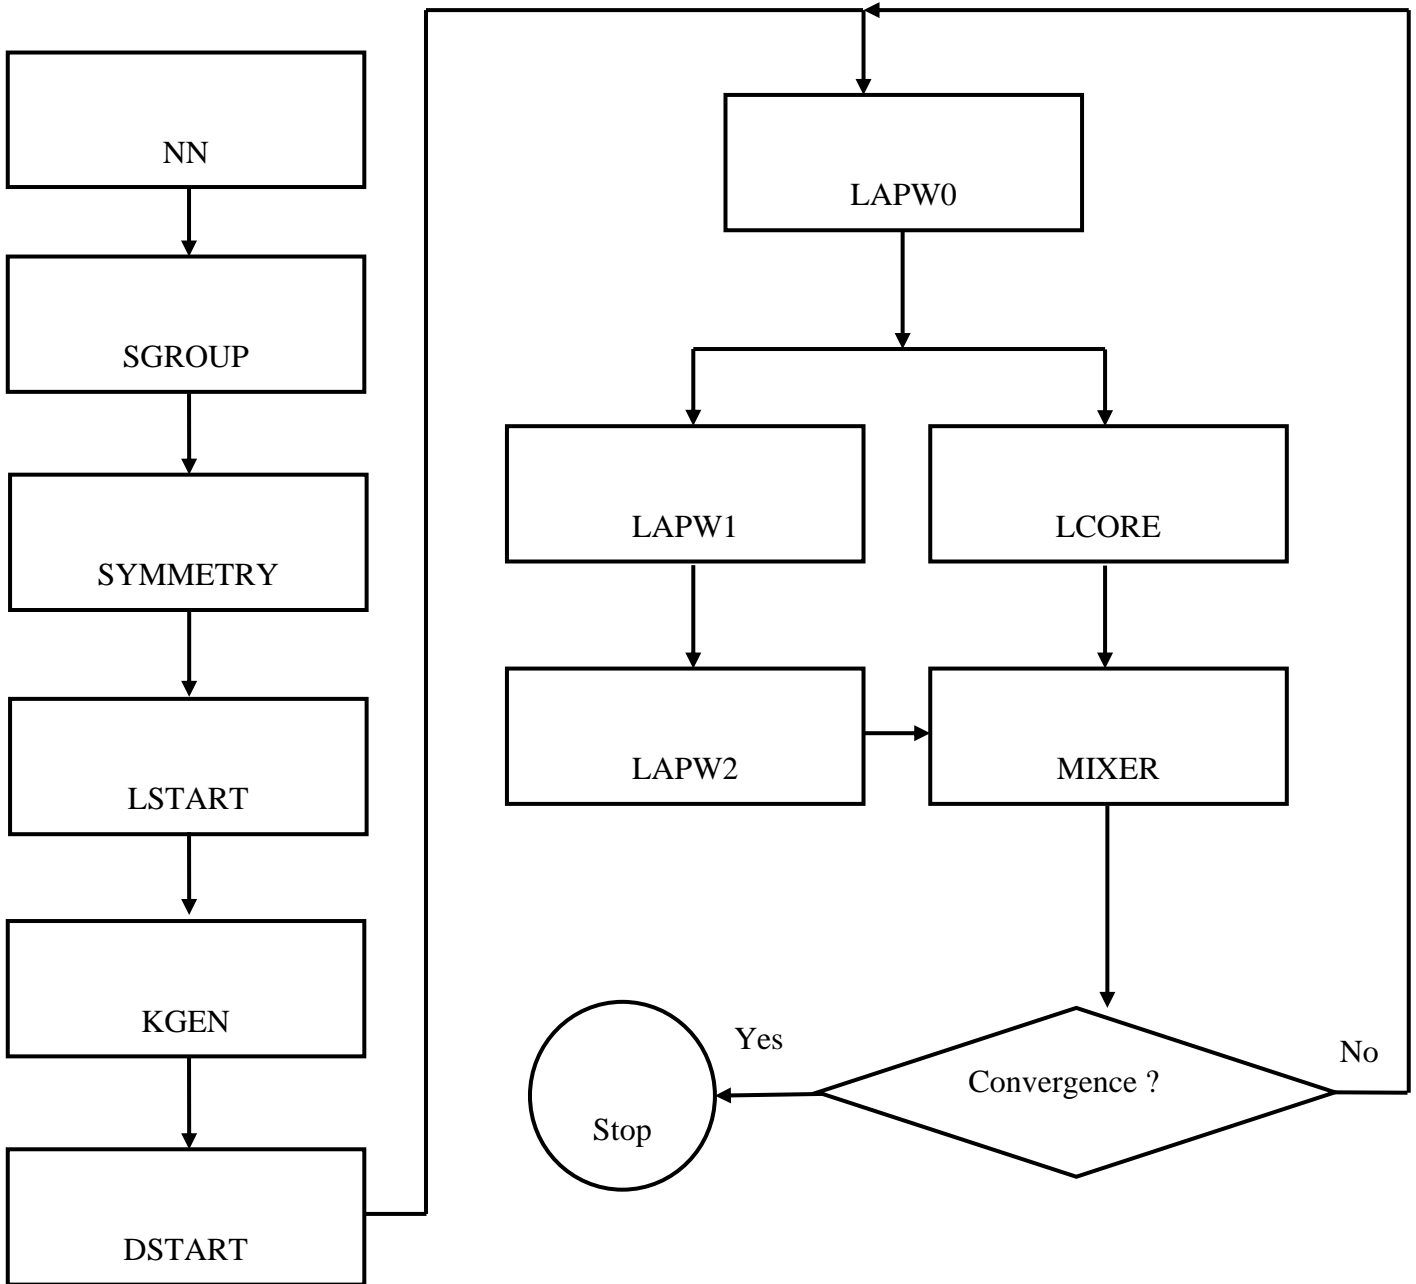 NN
SGROUP
SYMMETRY
LSTART
KGEN
DSTART
LAPW0
LAPW1
LCORE
LAPW2
MIXER
Convergence ?
Yes
No
Stop